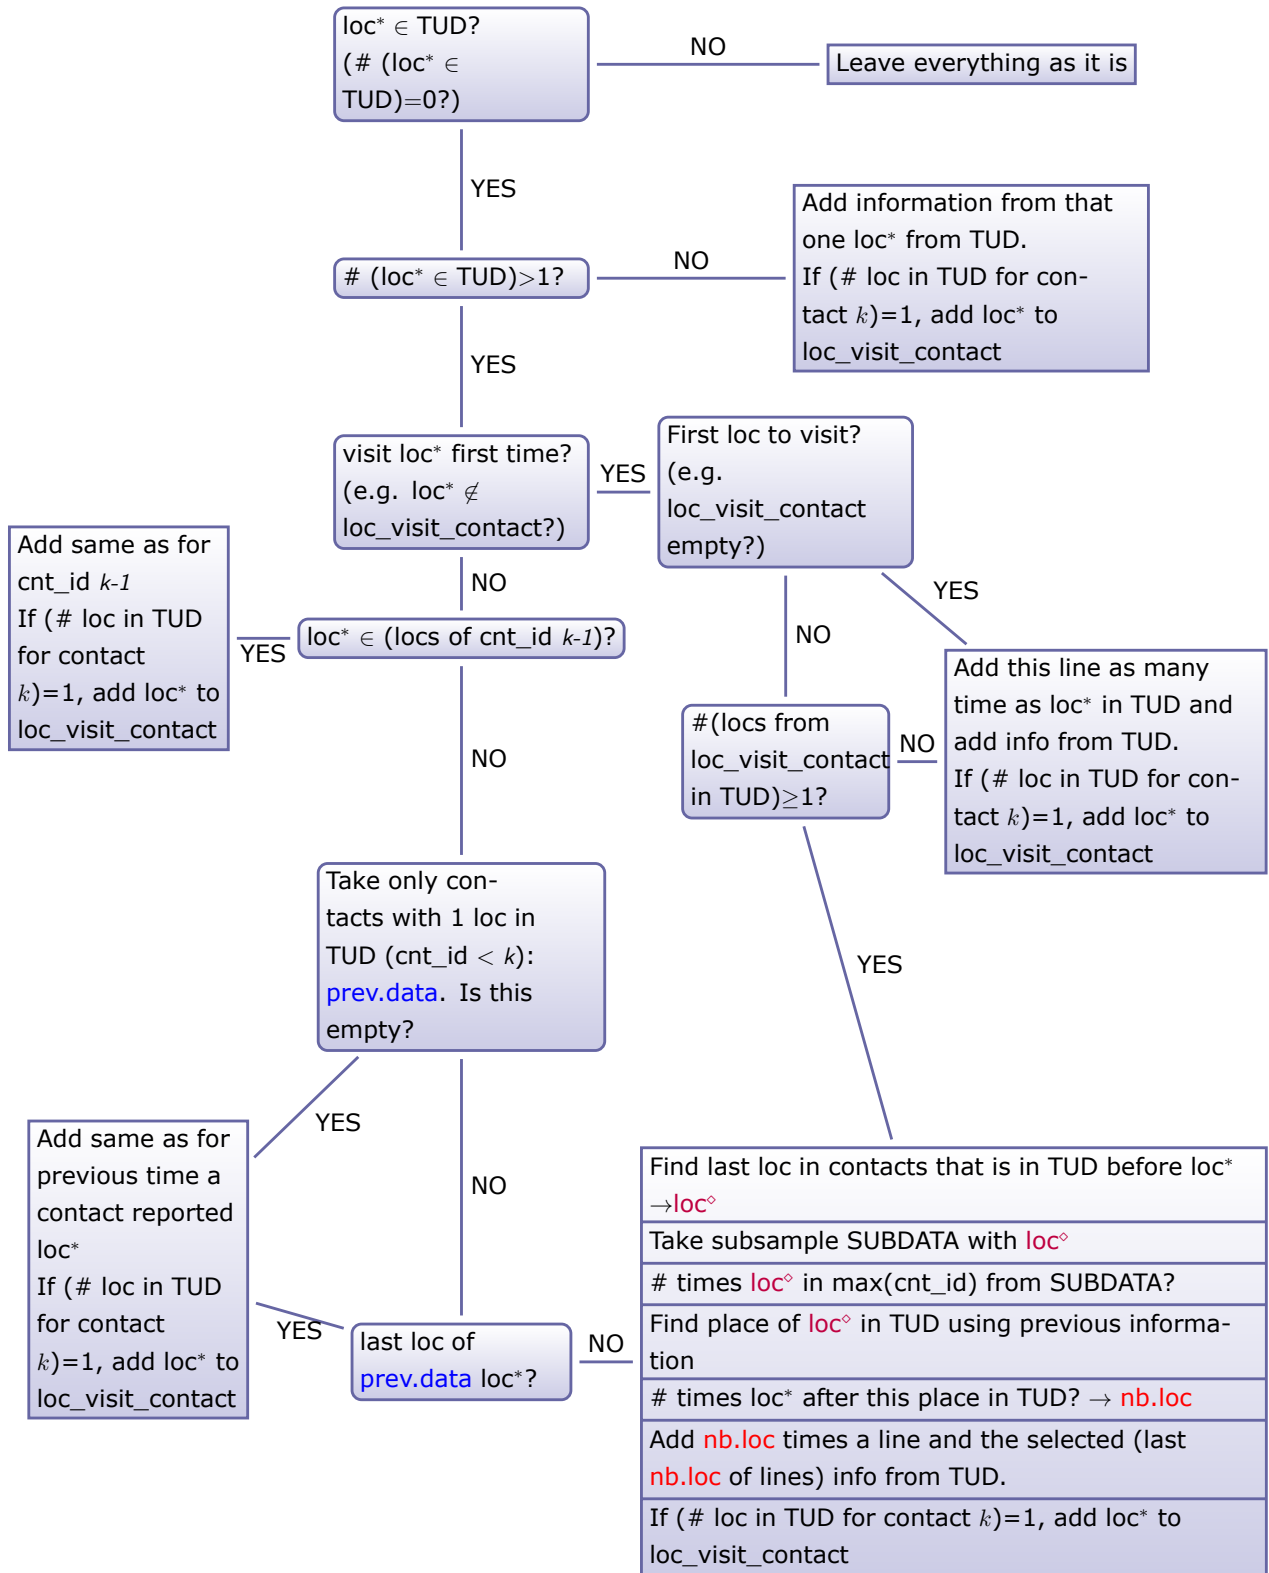 loc* ∈ TUD?
(# (loc* ∈
TUD)=0?)
NO
Leave everything as it is
YES
# (loc* ∈ TUD)>1?
NO
Add information from that
one loc* from TUD.
If (# loc in TUD for con-
tact k)=1, add loc* to
loc_visit_contact
YES
visit loc* first time?
(e.g. loc* ∉
loc_visit_contact?)
YES
First loc to visit?
(e.g.
loc_visit_contact
empty?)
NO
Add same as for
cnt_id k-1
If (# loc in TUD
for contact
k)=1, add loc* to
loc_visit_contact
YES
loc* ∈ (locs of cnt_id k-1)?
NO
YES
#(locs from
loc_visit_contact
in TUD)≥1?
NO
Add this line as many
time as loc* in TUD and
add info from TUD.
If (# loc in TUD for con-
tact k)=1, add loc* to
loc_visit_contact
NO
Take only con-
tacts with 1 loc in
TUD (cnt_id < k):
prev.data. Is this
empty?
YES
YES
NO
Add same as for
previous time a
contact reported
loc*
If (# loc in TUD
for contact
k)=1, add loc* to
loc_visit_contact
YES
last loc of
prev.data loc*?
NO
Find last loc in contacts that is in TUD before loc*
→loc⋄
Take subsample SUBDATA with loc⋄
# times loc⋄ in max(cnt_id) from SUBDATA?
Find place of loc⋄ in TUD using previous informa-
tion
# times loc* after this place in TUD? → nb.loc
Add nb.loc times a line and the selected (last
nb.loc of lines) info from TUD.
If (# loc in TUD for contact k)=1, add loc* to
loc_visit_contact